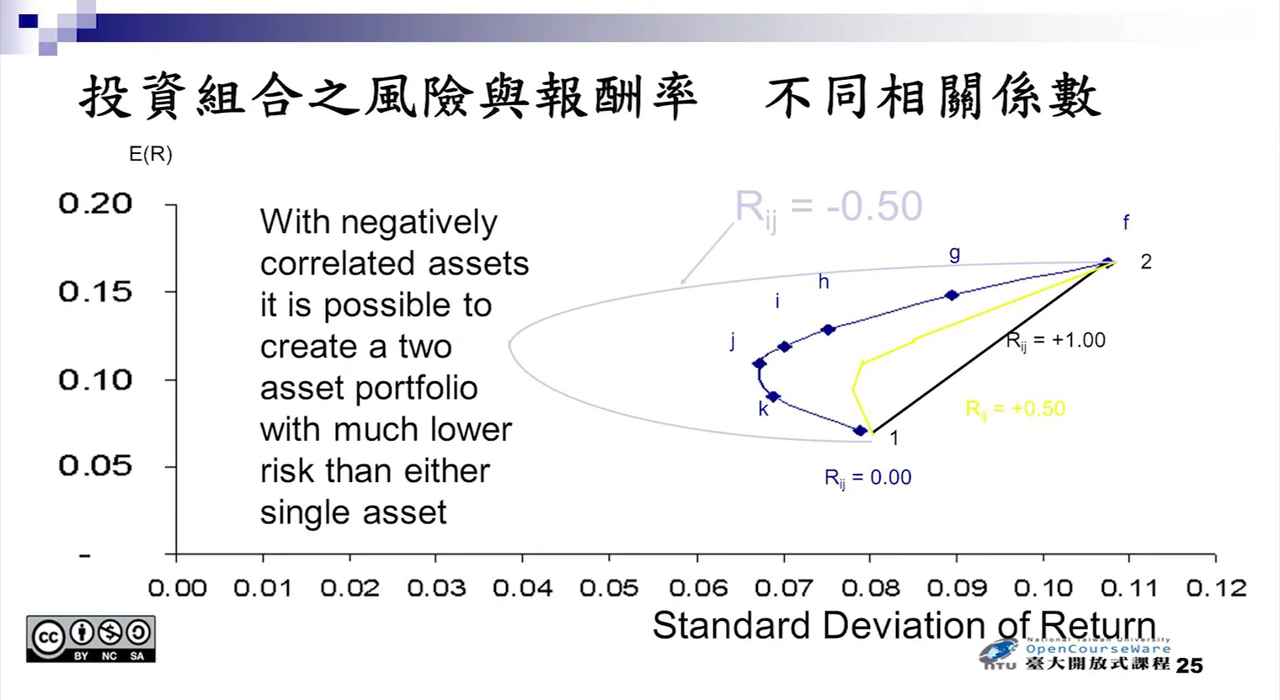 投資組合之風險與報酬率 不同相關係數
E(R)
0.20
0.15
0.10
0.05
-
With negatively
correlated assets
it is possible to
create a two
asset portfolio
with much lower
risk than either
single asset
Rij = -0.50
f
2
g
h
i
j
k
Rij = +1.00
Rij = +0.50
1
Rij = 0.00
0.00 0.01 0.02 0.03 0.04 0.05 0.06 0.07 0.08 0.09 0.10 0.11 0.12
Standard Deviation of Return
cc BY NC SA
National Taiwan University
OpenCourseWare
NTU 臺大開放式課程 25